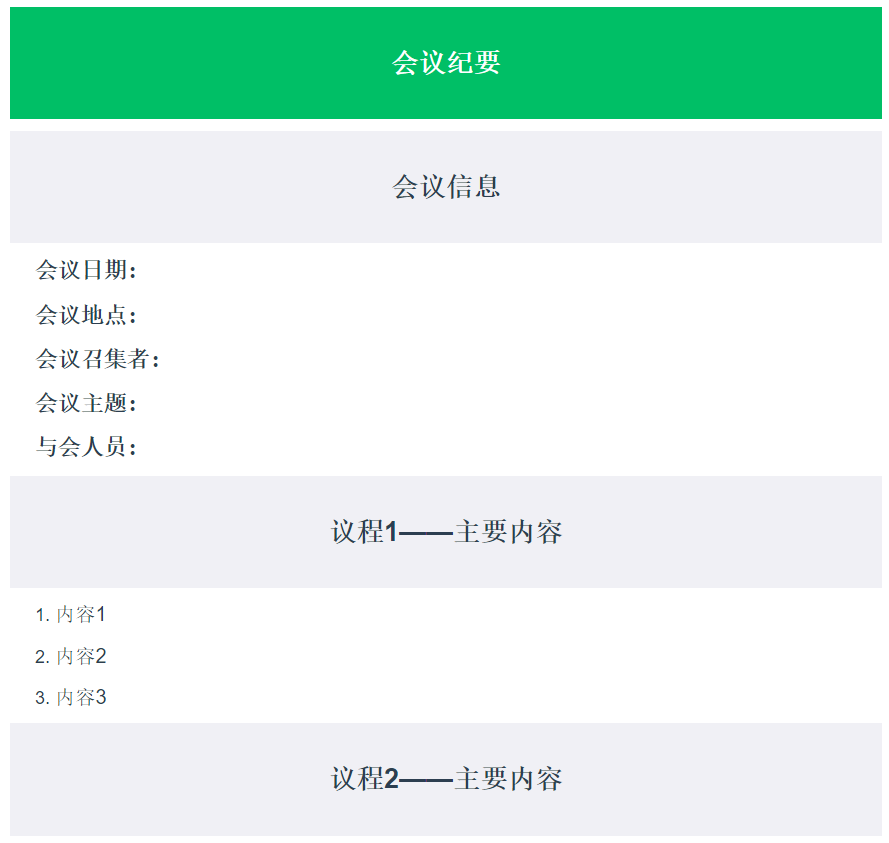 会议纪要
会议信息
会议日期：
会议地点：
会议召集者：
会议主题：
与会人员：
议程1——主要内容
1. 内容1
2. 内容2
3. 内容3
议程2——主要内容